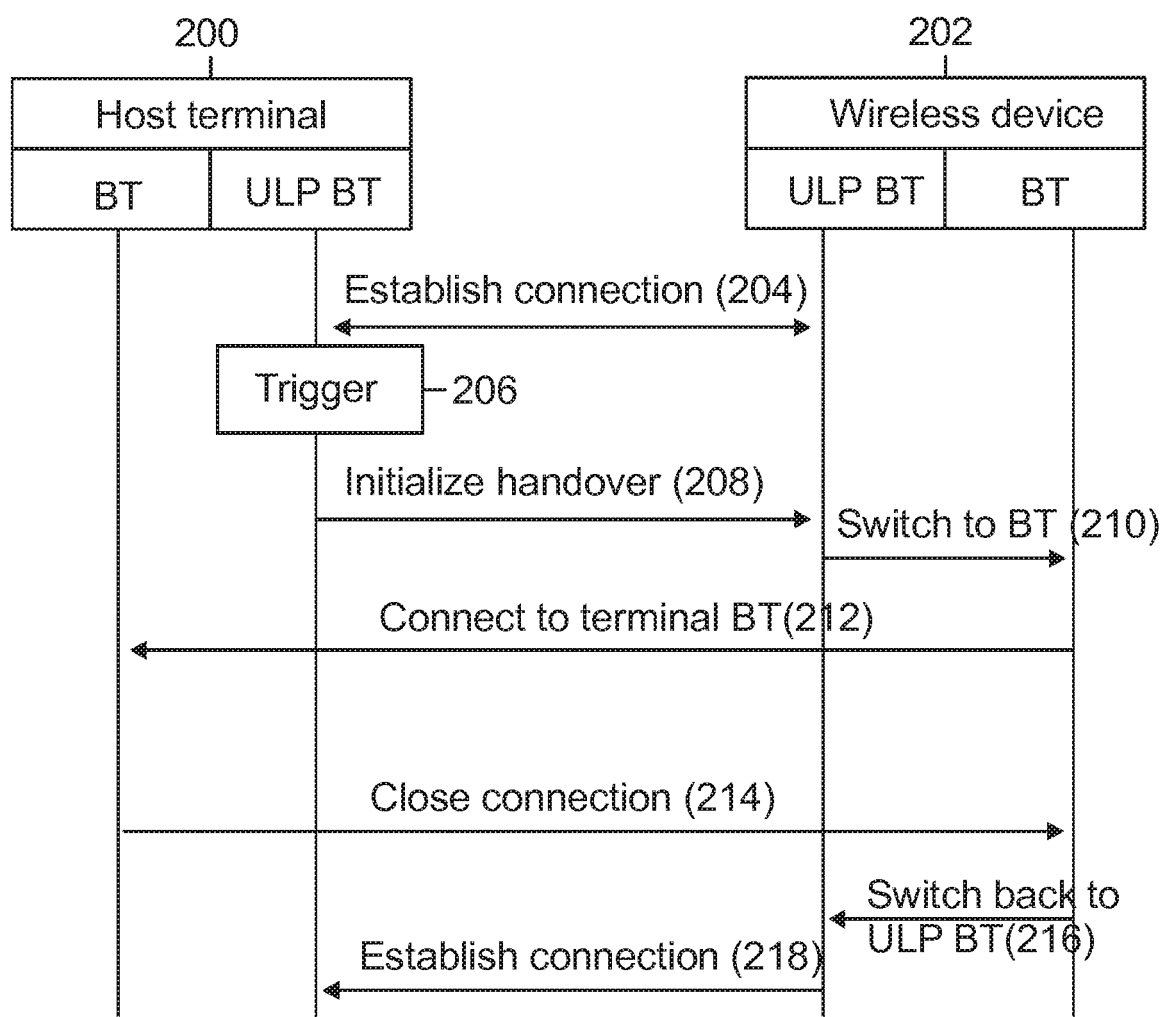 200
202
Host terminal
Wireless device
BT
ULP BT
ULP BT
BT
Establish connection (204)
Trigger
206
Initialize handover (208)
Switch to BT (210)
Connect to terminal BT(212)
Close connection (214)
Switch back to
ULP BT(216)
Establish connection (218)